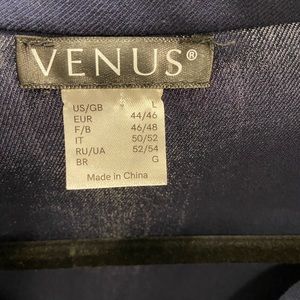 VENUS®
US/GB L
EUR 44/46
F/B 46/48
IT 50/52
RU/UA 52/54
BR G
Made in China